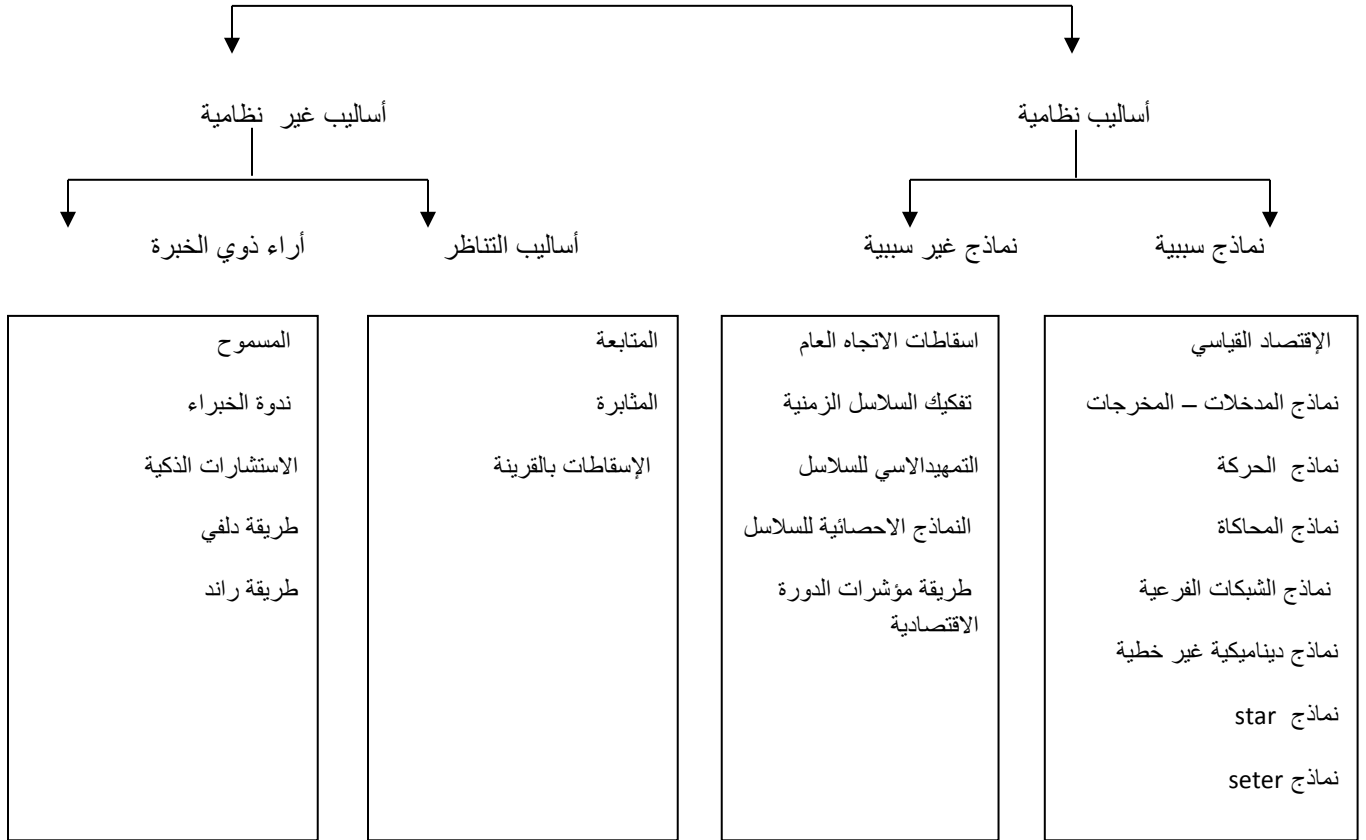 أساليب نظامية
أساليب غير نظامية
نماذج سببية
نماذج غير سببية
أساليب التناظر
أراء ذوي الخبرة
الإقتصاد القياسي
نماذج المدخلات – المخرجات
نماذج الحركة
نماذج المحاكاة
نماذج الشبكات الفرعية
نماذج ديناميكية غير خطية
نماذج star
نماذج seter
اسقاطات الاتجاه العام
تفكيك السلاسل الزمنية
التمهيدالاسي للسلاسل
النماذج الاحصائية للسلاسل
طريقة مؤشرات الدورة
الاقتصادية
المتابعة
المثابرة
الإسقاطات بالقرينة
المسموح
ندوة الخبراء
الاستشارات الذكية
طريقة دلفي
طريقة راند